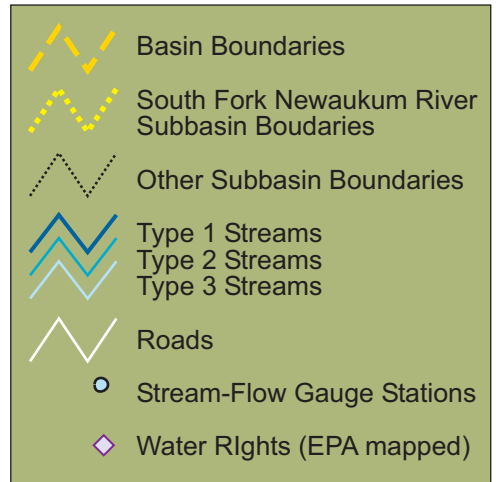 Basin Boundaries
South Fork Newaukum River
Subbasin Boudaries
Other Subbasin Boundaries
Type 1 Streams
Type 2 Streams
Type 3 Streams
Roads
Stream-Flow Gauge Stations
Water RIghts (EPA mapped)